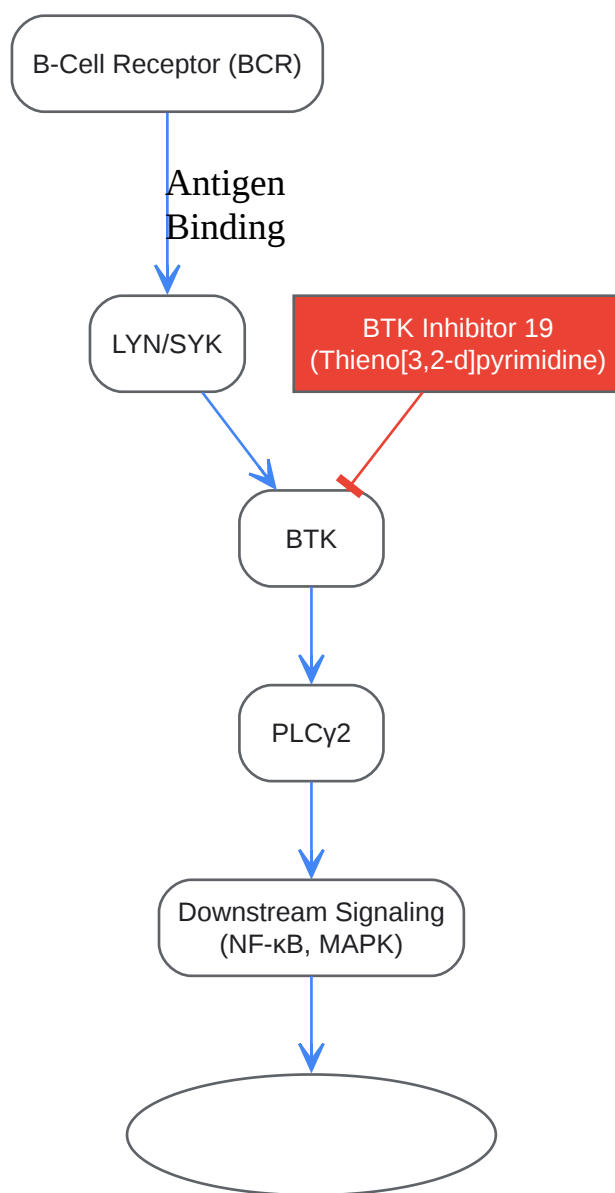 B-Cell Receptor (BCR)
Antigen
Binding
LYN/SYK
BTK Inhibitor 19
(Thieno[3,2-d]pyrimidine)
BTK
PLCγ2
Downstream Signaling
(NF-κB, MAPK)